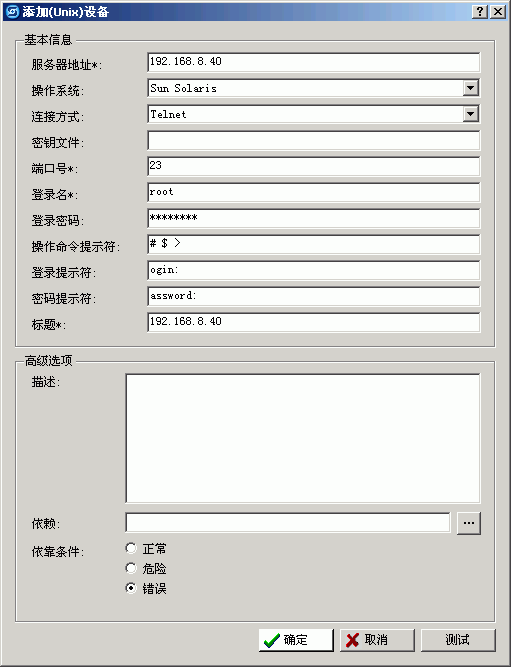 添加(Unix)设备
基本信息
服务器地址*: 192.168.8.40
操作系统: Sun Solaris
连接方式: Telnet
密钥文件:
端口号*: 23
登录名*: root
登录密码: ********
操作命令提示符: # $ >
登录提示符: ogin:
密码提示符: assword:
标题*: 192.168.8.40
高级选项
描述:
依赖: ...
依靠条件: 正常
危险
错误
确定 取消 测试